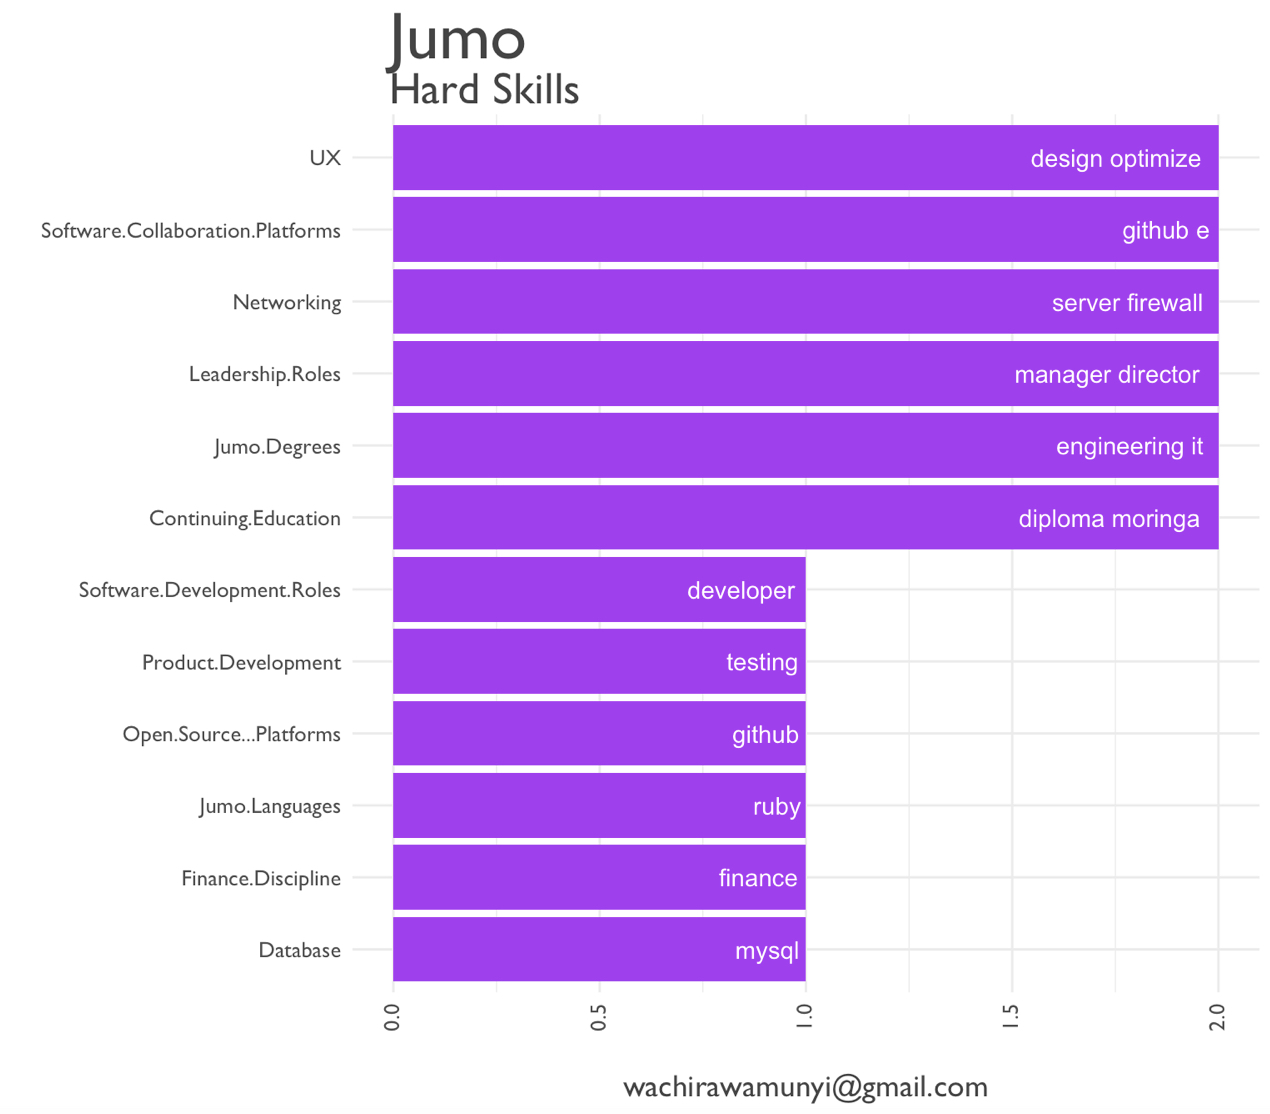 Jumo
Hard Skills
UX design optimize
Software.Collaboration.Platforms github e
Networking server firewall
Leadership.Roles manager director
Jumo.Degrees engineering it
Continuing.Education diploma moringa
Software.Development.Roles developer
Product.Development testing
Open.Source...Platforms github
Jumo.Languages ruby
Finance.Discipline finance
Database mysql
0.0 0.5 1.0 1.5 2.0
wachirawamunyi@gmail.com